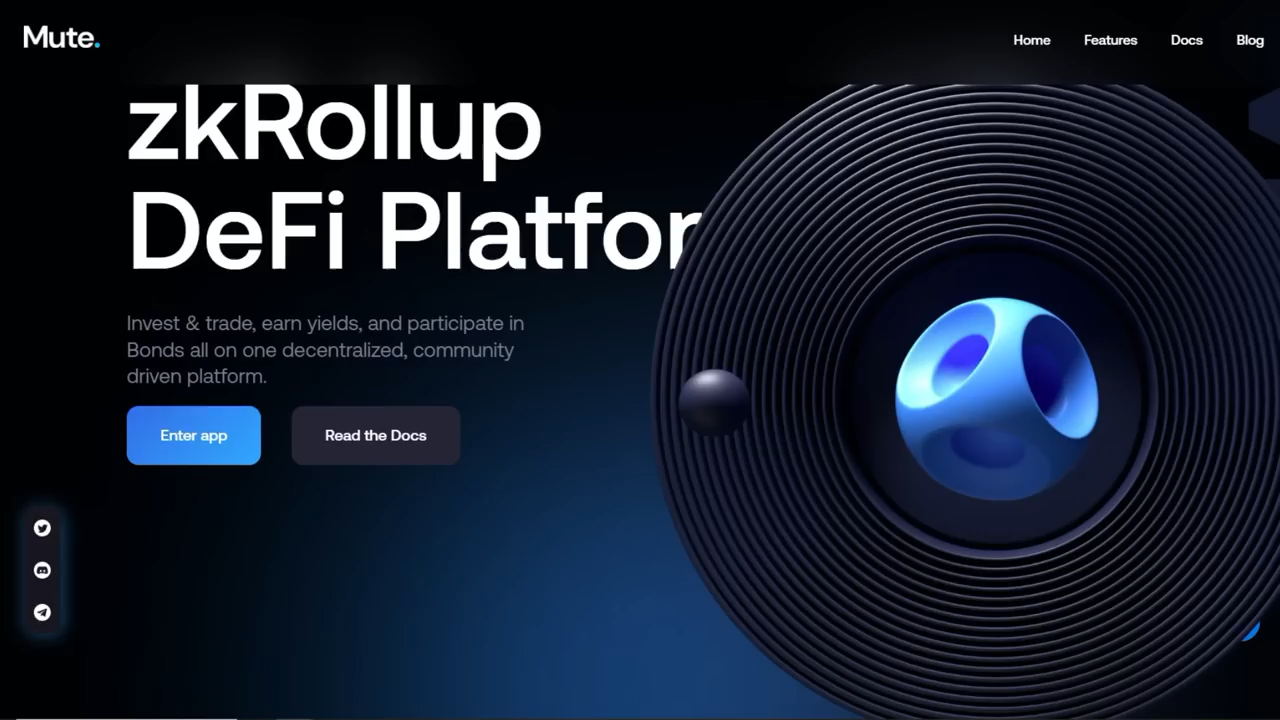 Mute.
Home Features Docs Blog
zkRollup
DeFi Platfor
Invest & trade, earn yields, and participate in
Bonds all on one decentralized, community
driven platform.
Enter app Read the Docs